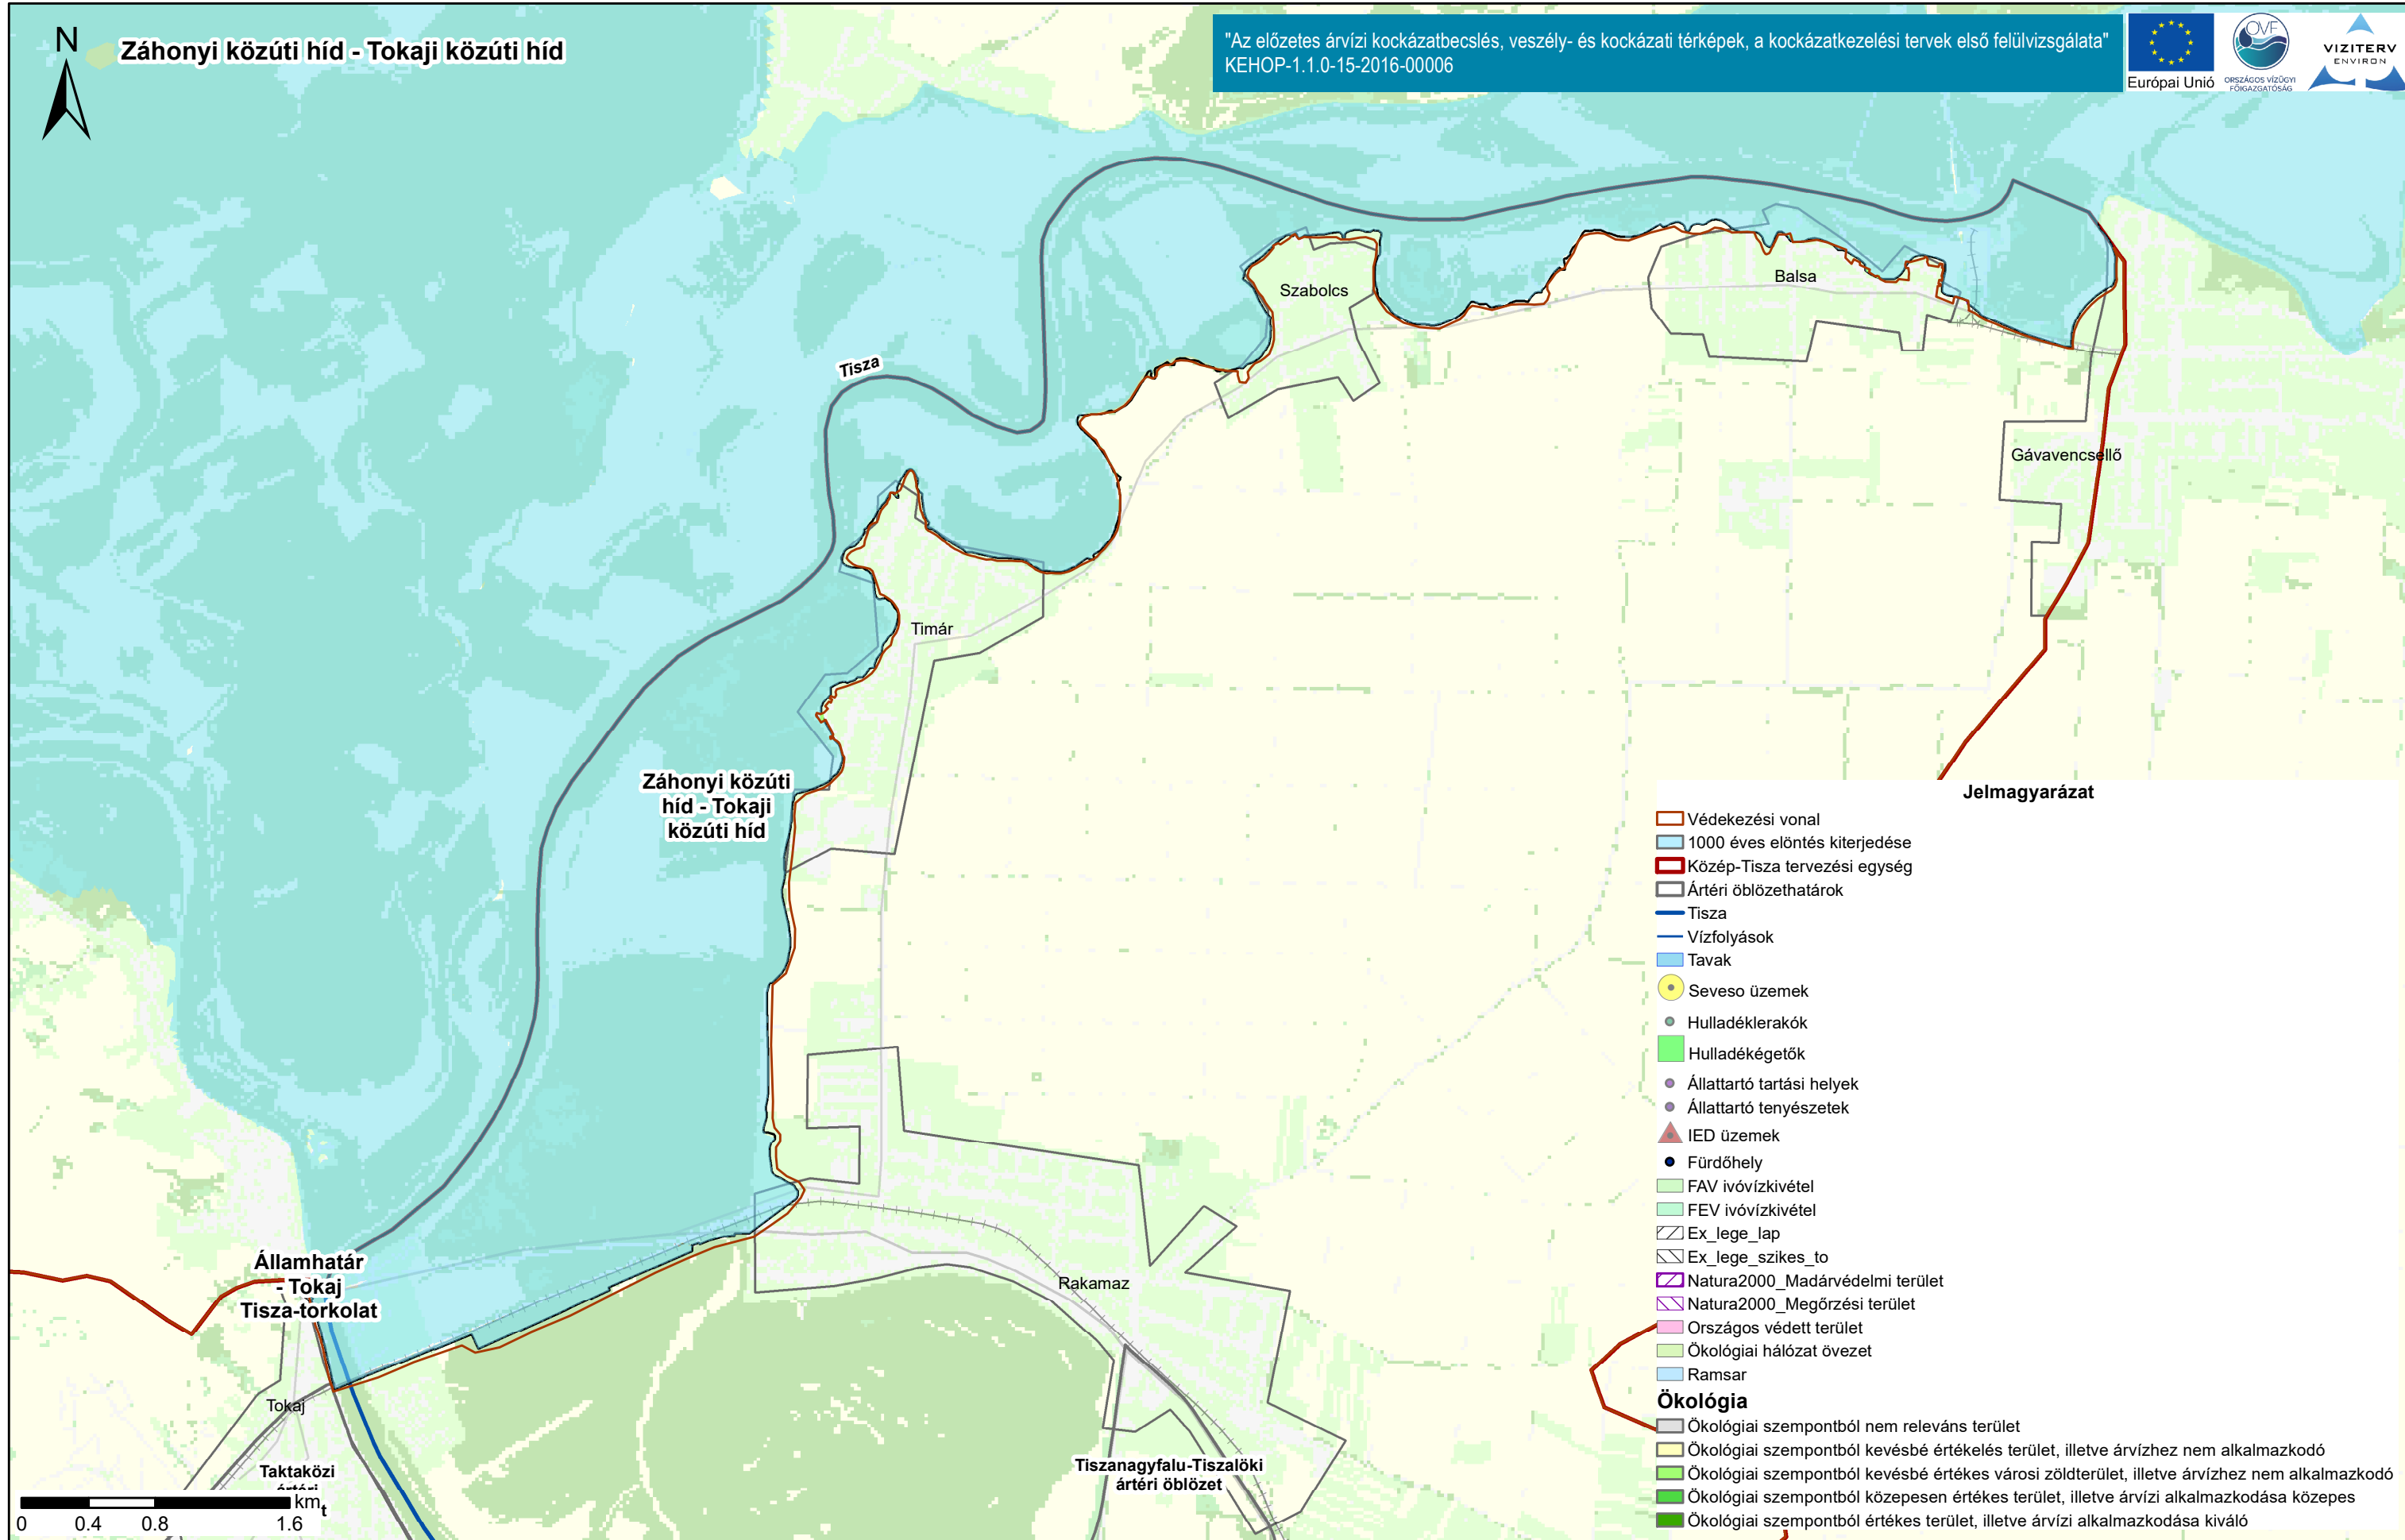 N
Záhonyi közúti híd - Tokaji közúti híd
"Az előzetes árvízi kockázatbecslés, veszély- és kockázati térképek, a kockázatkezelési tervek első felülvizsgálata"
KEHOP-1.1.0-15-2016-00006
Európai Unió
OVF
ORSZÁGOS VÍZÜGYI
FŐIGAZGATÓSÁG
VIZITERV
ENVIRON
Szabolcs
Balsa
Tisza
Gávavencsellő
Timár
Záhonyi közúti
híd - Tokaji
közúti híd
Államhatár
- Tokaj
Tisza-torkolat
Rakamaz
Tokaj
Taktaközi
ártéri
t
Tiszanagyfalu-Tiszalöki
ártéri öblözet
km
0 0.4 0.8 1.6
Jelmagyarázat
Védekezési vonal
1000 éves elöntés kiterjedése
Közép-Tisza tervezési egység
Ártéri öblözethatárok
Tisza
Vízfolyások
Tavak
Seveso üzemek
Hulladéklerakók
Hulladékégetők
Állattartó tartási helyek
Állattartó tenyészetek
IED üzemek
Fürdőhely
FAV ivóvízkivétel
FEV ivóvízkivétel
Ex_lege_lap
Ex_lege_szikes_to
Natura2000_Madárvédelmi terület
Natura2000_Megőrzési terület
Országos védett terület
Ökológiai hálózat övezet
Ramsar
Ökológia
Ökológiai szempontból nem releváns terület
Ökológiai szempontból kevésbé értékelés terület, illetve árvízhez nem alkalmazkodó
Ökológiai szempontból kevésbé értékes városi zöldterület, illetve árvízhez nem alkalmazkodó
Ökológiai szempontból közepesen értékes terület, illetve árvízi alkalmazkodása közepes
Ökológiai szempontból értékes terület, illetve árvízi alkalmazkodása kiváló